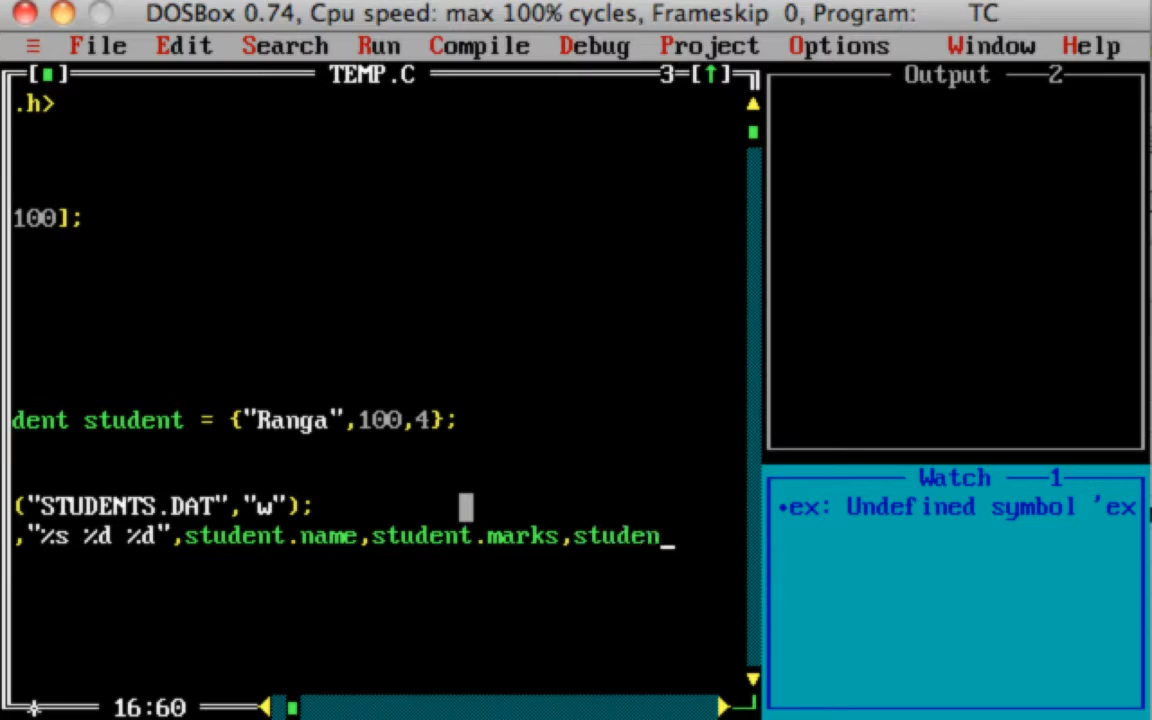 DOSBox 0.74, Cpu speed: max 100% cycles, Frameskip 0, Program: TC
≡ File Edit Search Run Compile Debug Project Options Window Help
TEMP.C 3=[↑]
.h>
100];
dent student = {"Ranga",100,4};
("STUDENTS.DAT","w");
,"%s %d %d",student.name,student.marks,studen_
16:60
Output 2
Watch 1
•ex: Undefined symbol 'ex